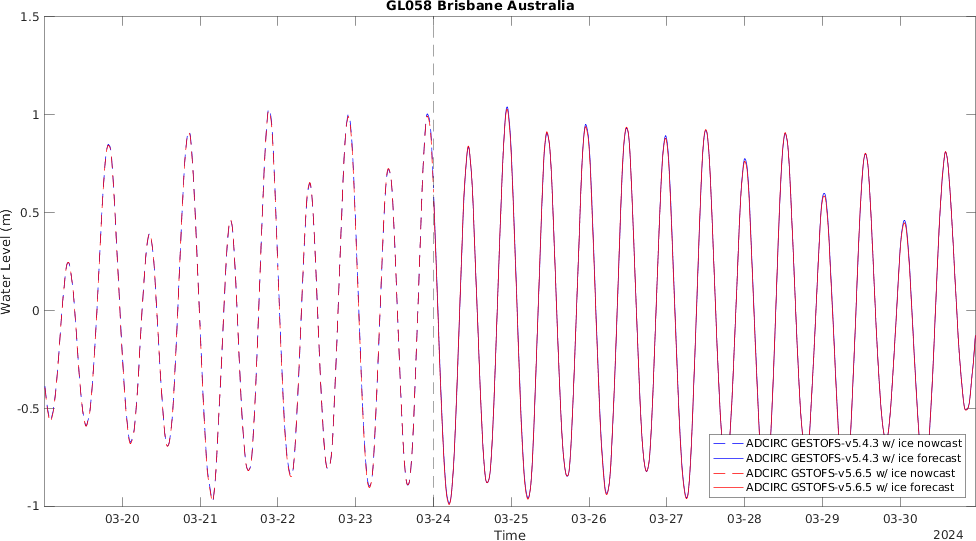 GL058 Brisbane Australia
1.5
1
0.5
0
-0.5
-1
Water Level (m)
03-20 03-21 03-22 03-23 03-24 03-25 03-26 03-27 03-28 03-29 03-30
Time
2024
ADCIRC GESTOFS-v5.4.3 w/ ice nowcast
ADCIRC GESTOFS-v5.4.3 w/ ice forecast
ADCIRC GSTOFS-v5.6.5 w/ ice nowcast
ADCIRC GSTOFS-v5.6.5 w/ ice forecast